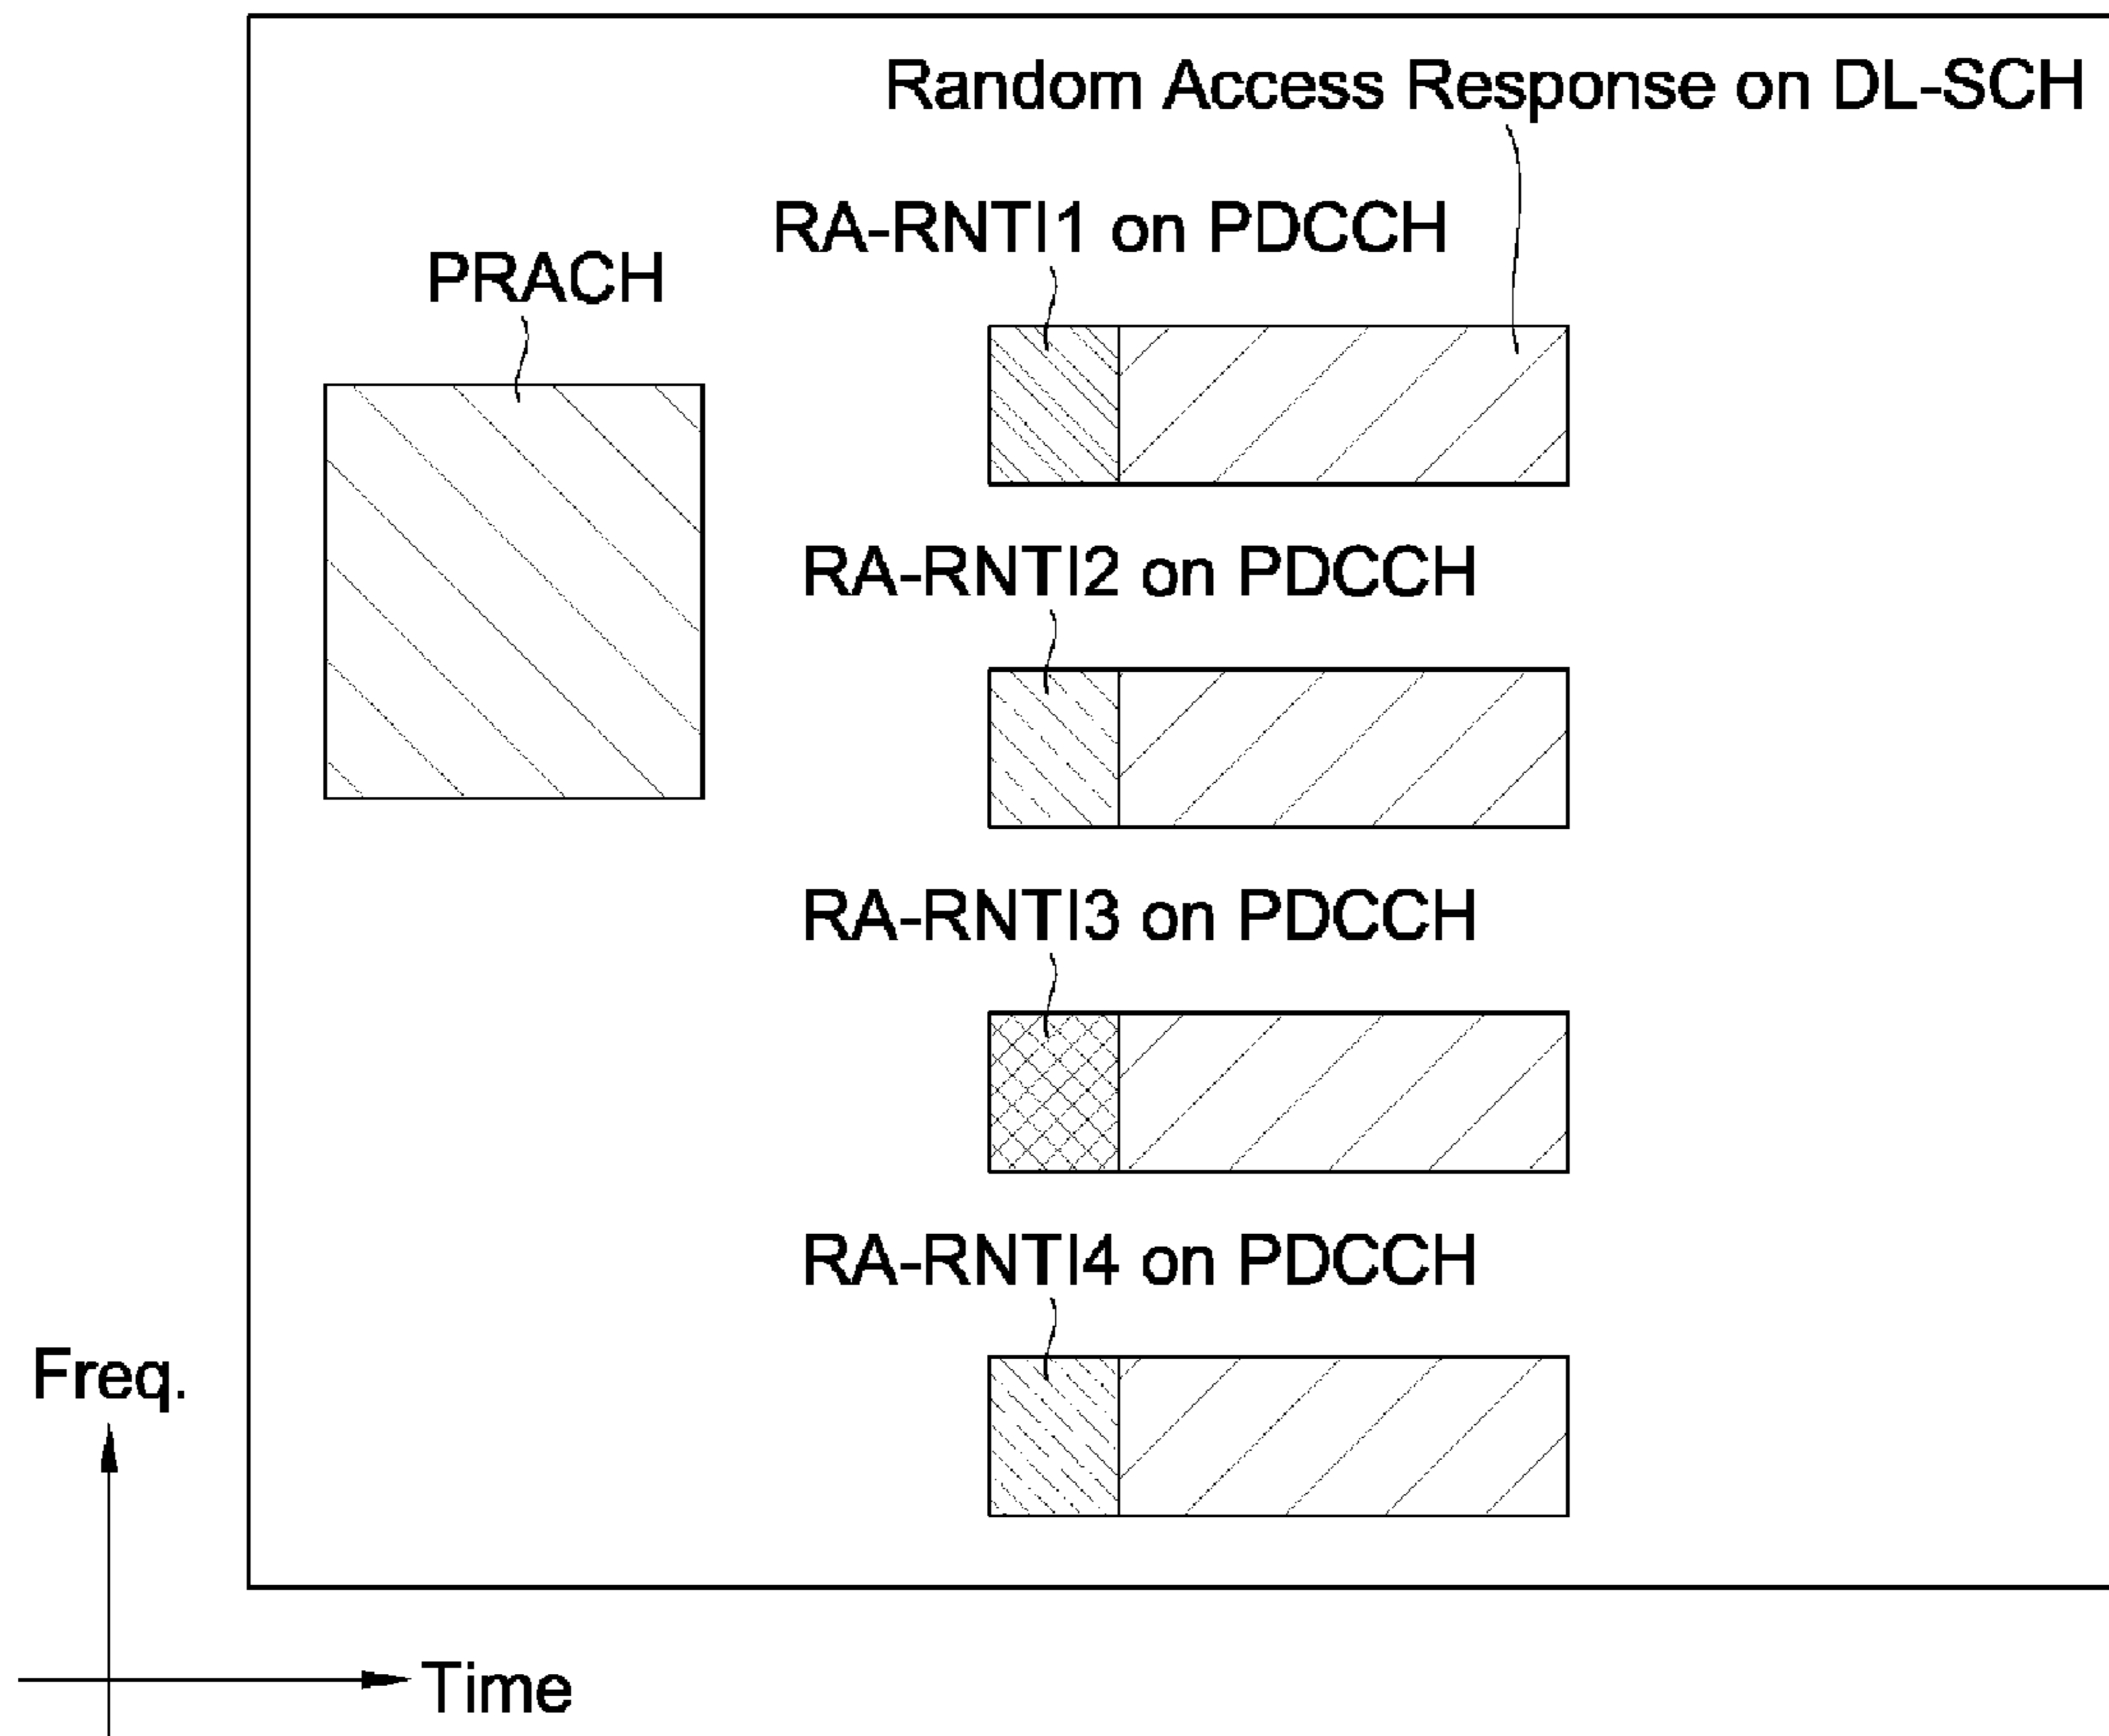 Random Access Response on DL-SCH
RA-RNTI1 on PDCCH
PRACH
RA-RNTI2 on PDCCH
RA-RNTI3 on PDCCH
RA-RNTI4 on PDCCH
Freq.
Time